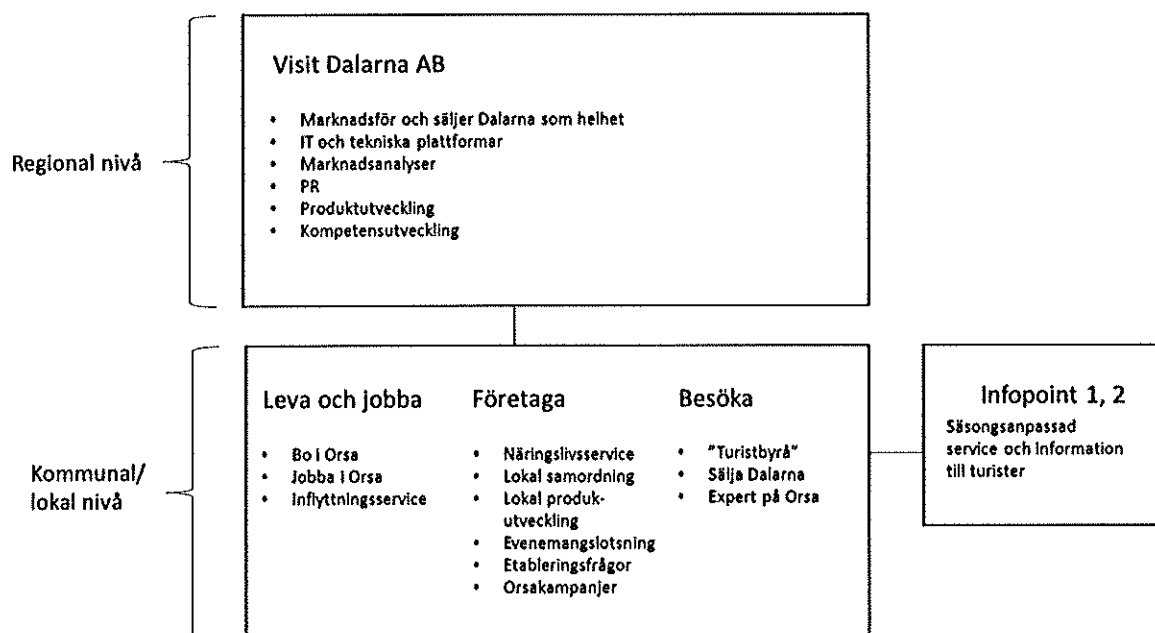 Visit Dalarna AB
• Marknadsför och säljer Dalarna som helhet
• IT och tekniska plattformar
• Marknadsanalyser
• PR
• Produktutveckling
• Kompetensutveckling
Regional nivå
Leva och jobba
• Bo i Orsa
• Jobba i Orsa
• Inflyttningsservice
Företaga
• Näringslivsservice
• Lokal samordning
• Lokal produk-
utveckling
• Evenemangslotsning
• Etableringsfrågor
• Orsakampanjer
Besöka
• "Turistbyrå"
• Sälja Dalarna
• Expert på Orsa
Kommunal/
lokal nivå
Infopoint 1, 2
Säsongsanpassad
service och information
till turister